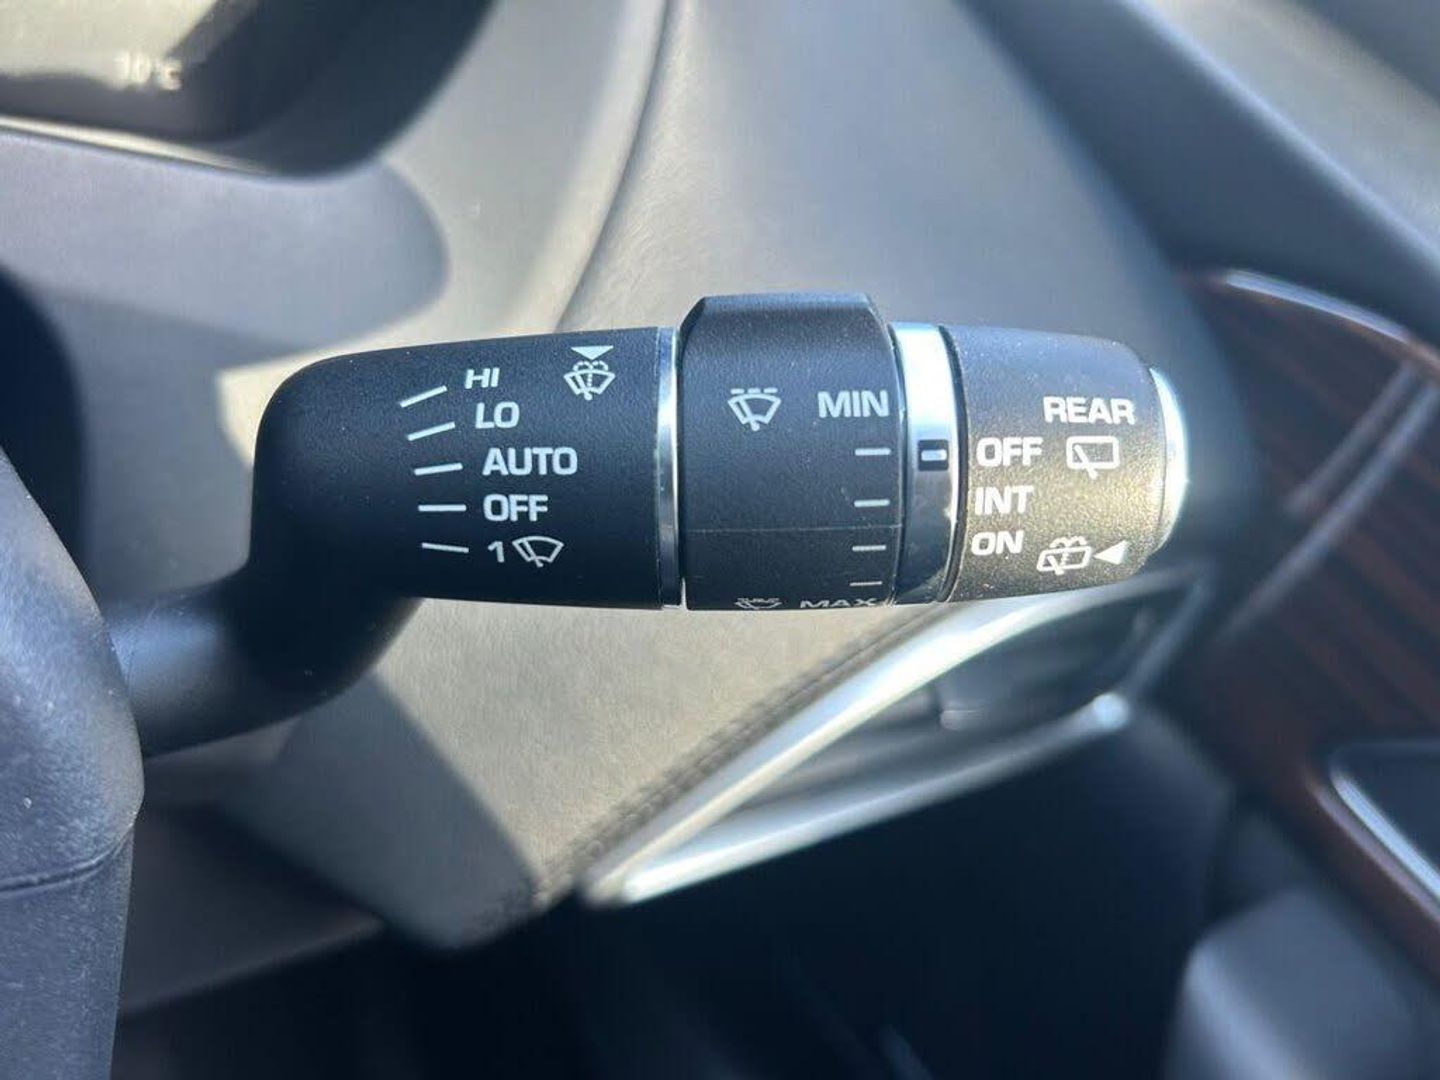 HI
LO
AUTO
OFF
1
MIN
MAX
REAR
OFF
INT
ON